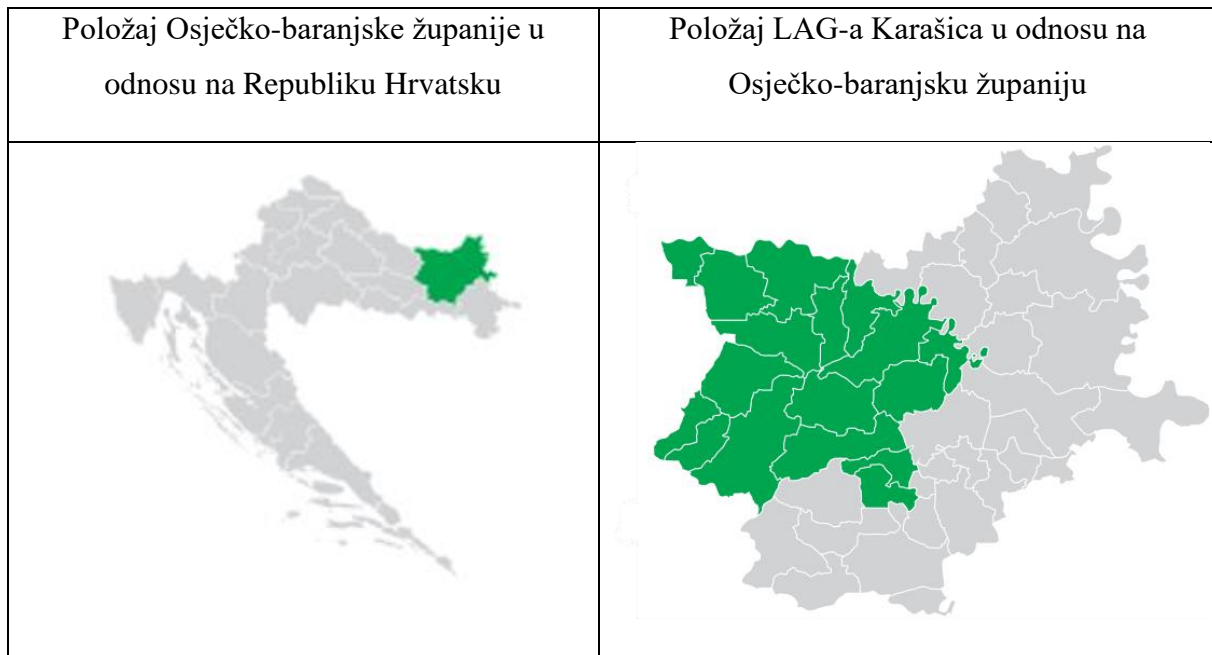 Položaj Osječko-baranjske županije u
odnosu na Republiku Hrvatsku
Položaj LAG-a Karašica u odnosu na
Osječko-baranjsku županiju